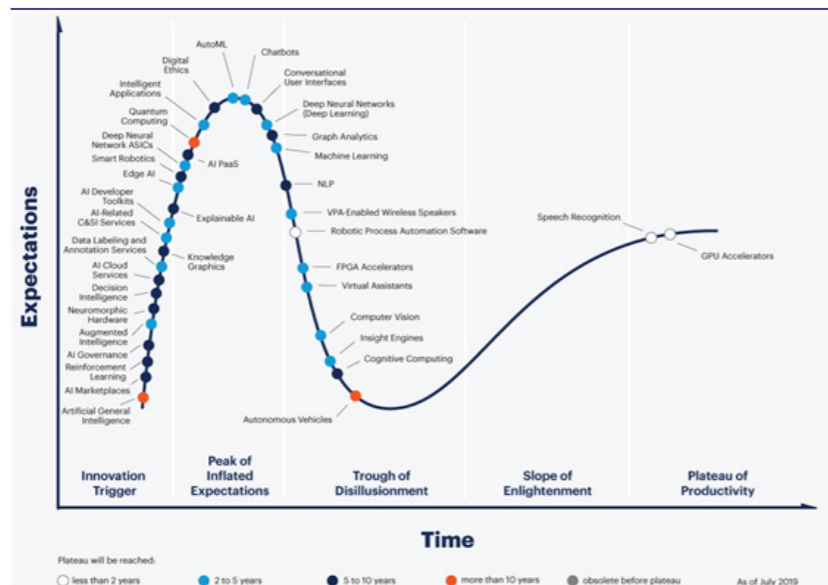 AutoML
Chatbots
Digital
Ethics
Conversational
User Interfaces
Intelligent
Applications
Deep Neural Networks
(Deep Learning)
Quantum
Computing
Graph Analytics
Deep Neural
Network ASICs
AI PaaS
Machine Learning
Smart Robotics
Edge AI
NLP
AI Developer
Toolkits
Explainable AI
VPA-Enabled Wireless Speakers
AI-Related
C&SI Services
Robotic Process Automation Software
Speech Recognition
Data Labeling and
Annotation Services
Knowledge
Graphics
GPU Accelerators
AI Cloud
Services
FPGA Accelerators
Decision
Intelligence
Virtual Assistants
Neuromorphic
Hardware
Computer Vision
Augmented
Intelligence
Insight Engines
AI Governance
Cognitive Computing
Reinforcement
Learning
AI Marketplaces
Artificial General
Intelligence
Autonomous Vehicles
Expectations
Innovation
Trigger
Peak of
Inflated
Expectations
Trough of
Disillusionment
Slope of
Enlightenment
Plateau of
Productivity
Time
Plateau will be reached:
less than 2 years
2 to 5 years
5 to 10 years
more than 10 years
obsolete before plateau
As of July 2019